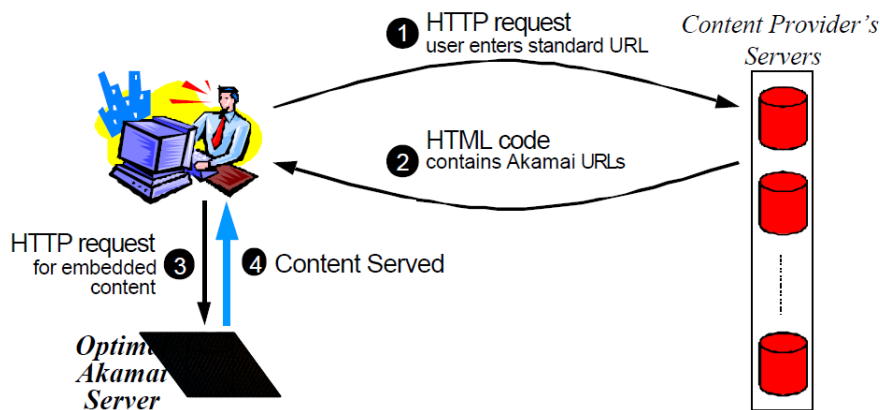 1 HTTP request
user enters standard URL
Content Provider's
Servers
HTML code
2 contains Akamai URLs
HTTP request
for embedded 3
content
4 Content Served
Akamai
Server